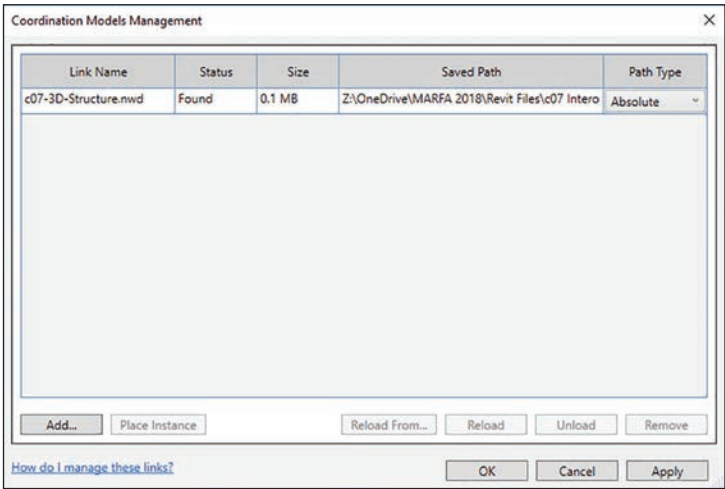 Coordination Models Management
Link Name Status Size Saved Path Path Type
c07-3D-Structure.nwd Found 0.1 MB Z:\OneDrive\MARFA 2018\Revit Files\c07 Intero Absolute
Add... Place Instance Reload From... Reload Unload Remove
How do I manage these links? OK Cancel Apply